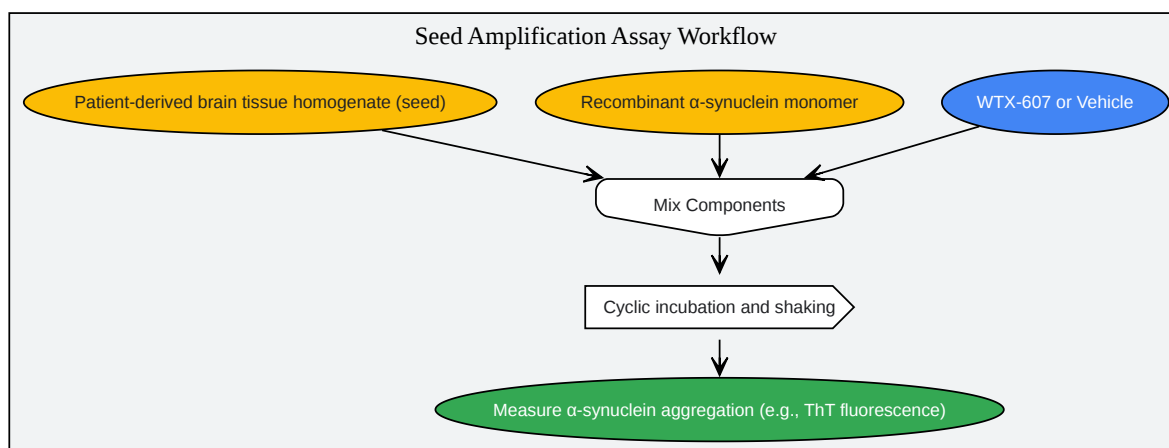 Seed Amplification Assay Workflow
Patient-derived brain tissue homogenate (seed)
Recombinant α-synuclein monomer
WTX-607 or Vehicle
Mix Components
Cyclic incubation and shaking
Measure α-synuclein aggregation (e.g., ThT fluorescence)